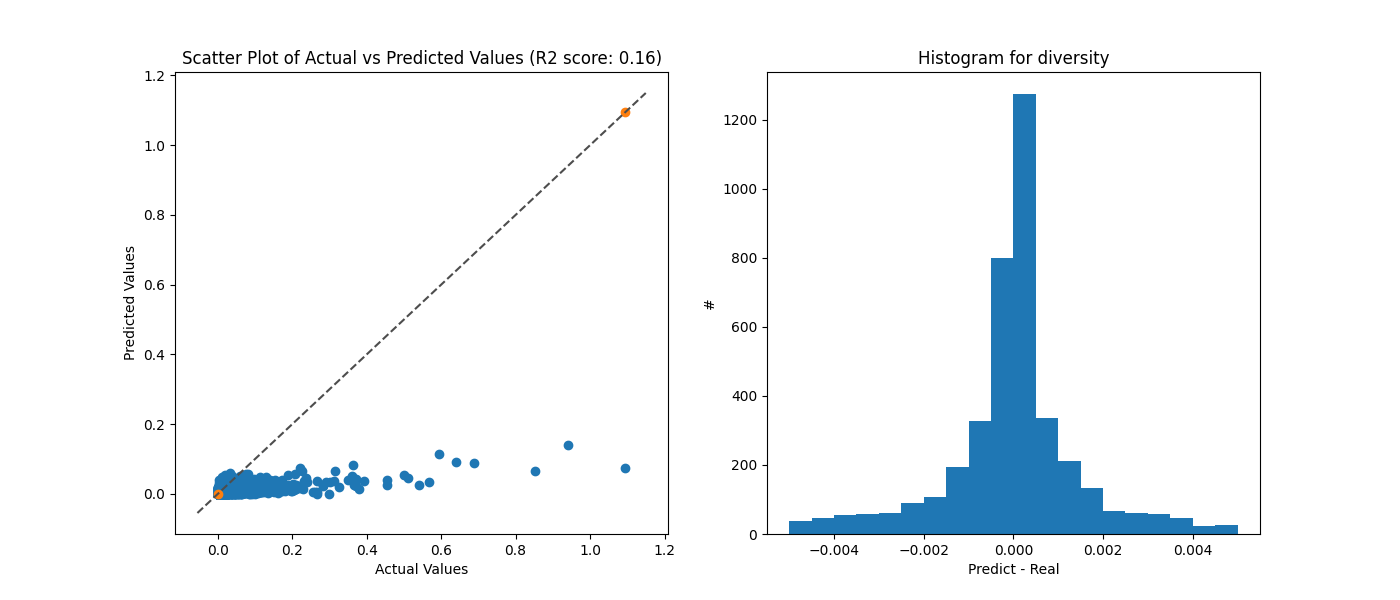 Scatter Plot of Actual vs Predicted Values (R2 score: 0.16)
1.2
1.0
0.8
0.6
0.4
0.2
0.0
Predicted Values
0.0 0.2 0.4 0.6 0.8 1.0 1.2
Actual Values
Histogram for diversity
1200
1000
800
600
400
200
0
#
−0.004 −0.002 0.000 0.002 0.004
Predict - Real